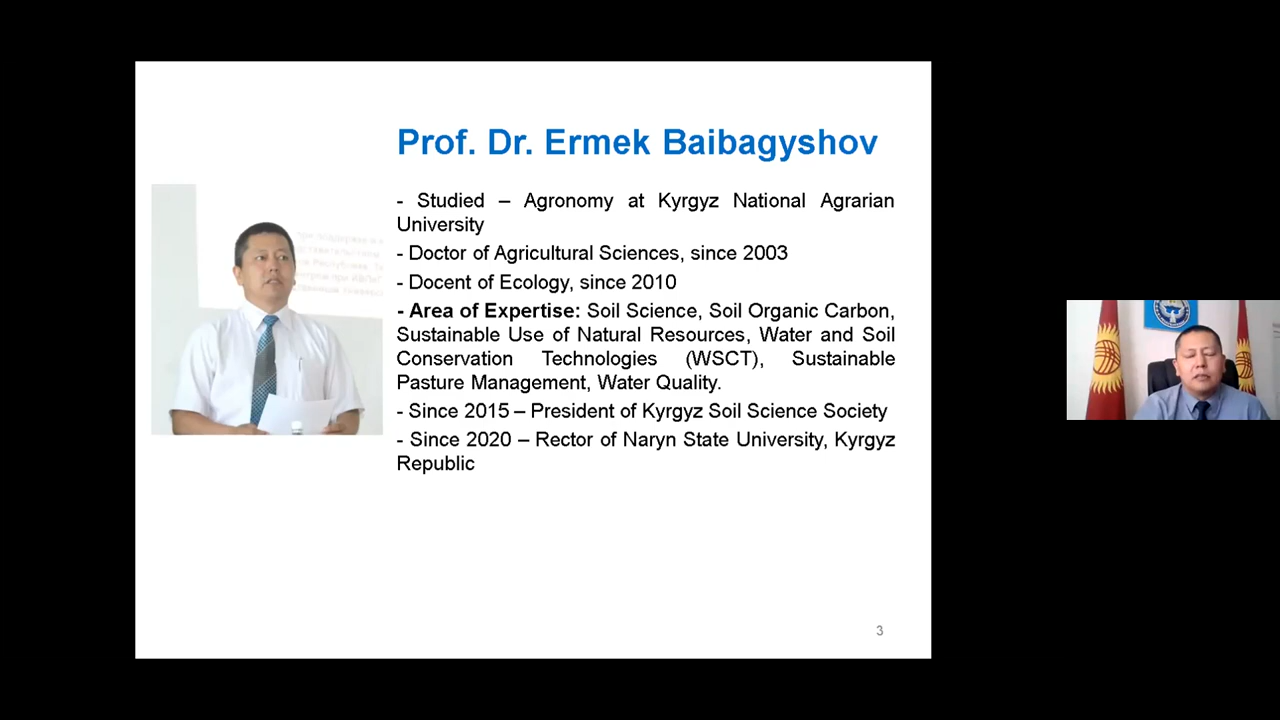 Prof. Dr. Ermek Baibagyshov
- Studied – Agronomy at Kyrgyz National Agrarian
University
- Doctor of Agricultural Sciences, since 2003
- Docent of Ecology, since 2010
- Area of Expertise: Soil Science, Soil Organic Carbon,
Sustainable Use of Natural Resources, Water and Soil
Conservation Technologies (WSCT), Sustainable
Pasture Management, Water Quality.
- Since 2015 – President of Kyrgyz Soil Science Society
- Since 2020 – Rector of Naryn State University, Kyrgyz
Republic
3